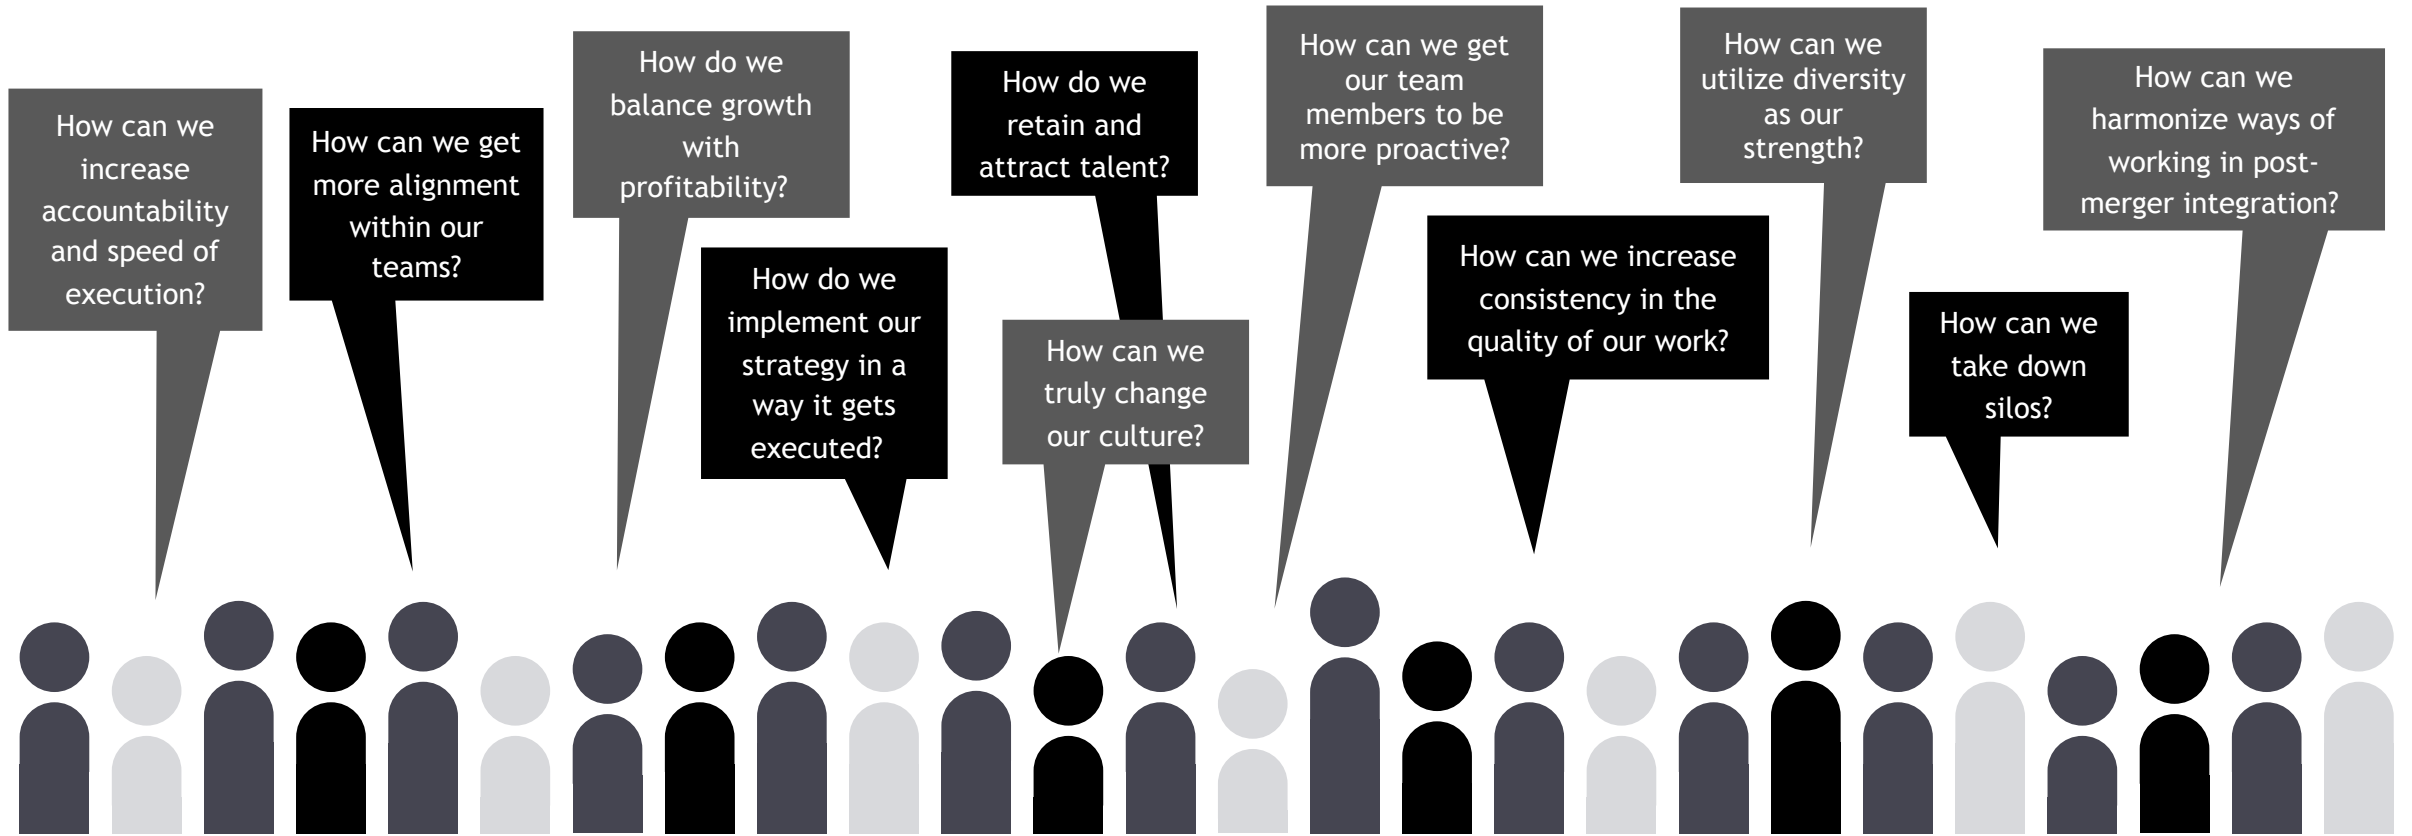 How can we
increase
accountability
and speed of
execution?
How can we get
more alignment
within our
teams?
How do we
balance growth
with
profitability?
How do we
implement our
strategy in a
way it gets
executed?
How do we
retain and
attract talent?
How can we
truly change
our culture?
How can we get
our team
members to be
more proactive?
How can we increase
consistency in the
quality of our work?
How can we
utilize diversity
as our
strength?
How can we
take down
silos?
How can we
harmonize ways of
working in post-
merger integration?